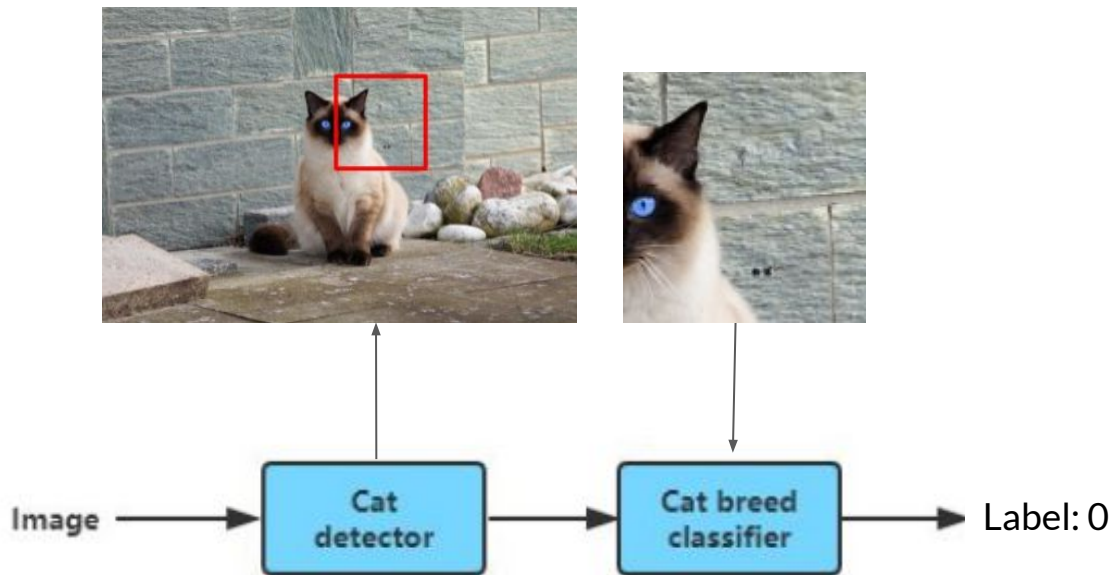 Image
Cat
detector
Cat breed
classifier
Label: 0